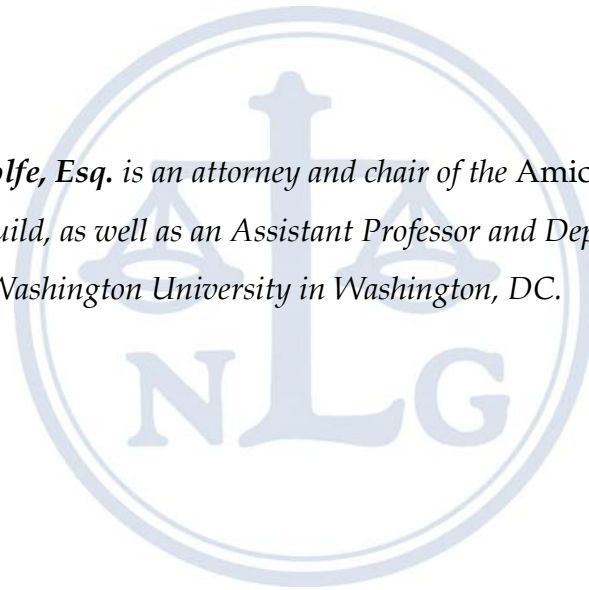 lfe, Esq. is an attorney and chair of the Amic
uild, as well as an Assistant Professor and Dep
Washington University in Washington, DC.
N L G